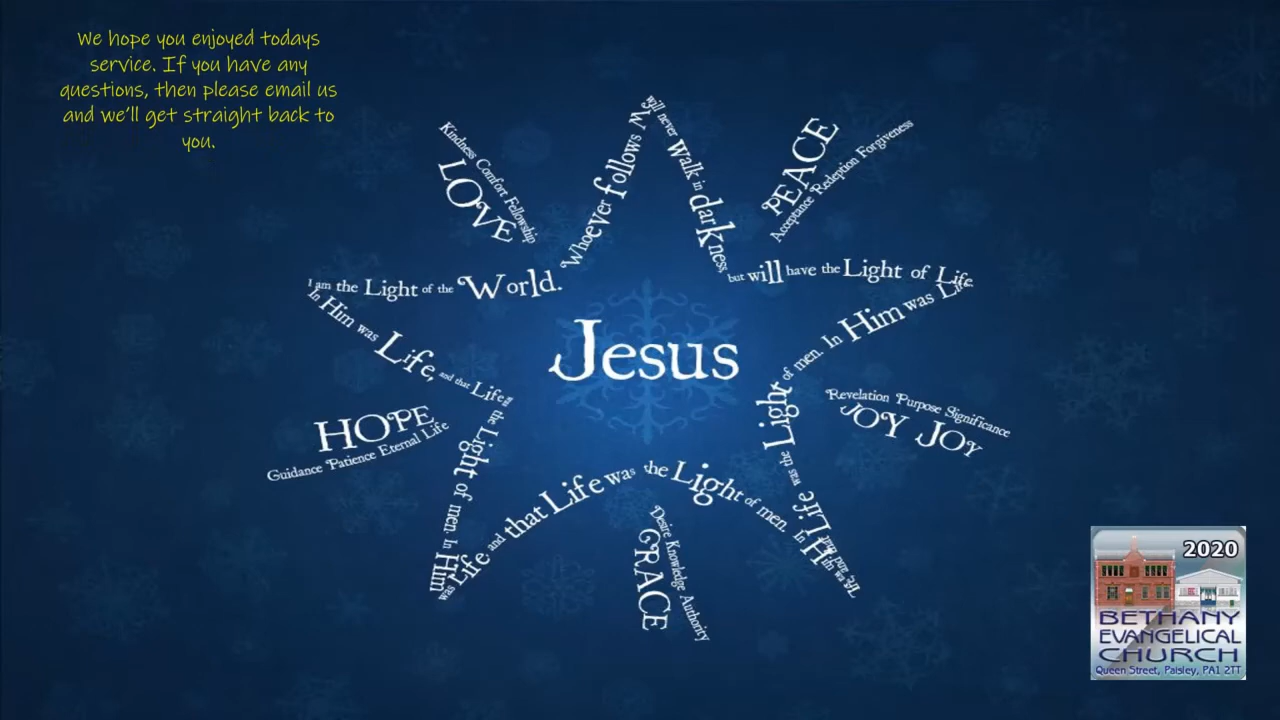 We hope you enjoyed todays
service. If you have any
questions, then please email us
and we'll get straight back to
you.
Kindness Comfort Fellowship
LOVE
PEACE
Acceptance Redeption Forgiveness
I am the Light of the World.
Whoever follows Me
will never Walk in darkness,
but will have the Light of Life
In Him was Life, and that Life was
the Light of men. In Him
was Life and that Life was the Light of men. In Him was Life
and that Life was the Light
of men. In Him was Life
Jesus
HOPE
Guidance Patience Eternal Life
Revelation Purpose Significance
JOY JOY
Desire Knowledge Authority
GRACE
2020
BETHANY
EVANGELICAL
CHURCH
Queen Street, Paisley, PA1 2TT